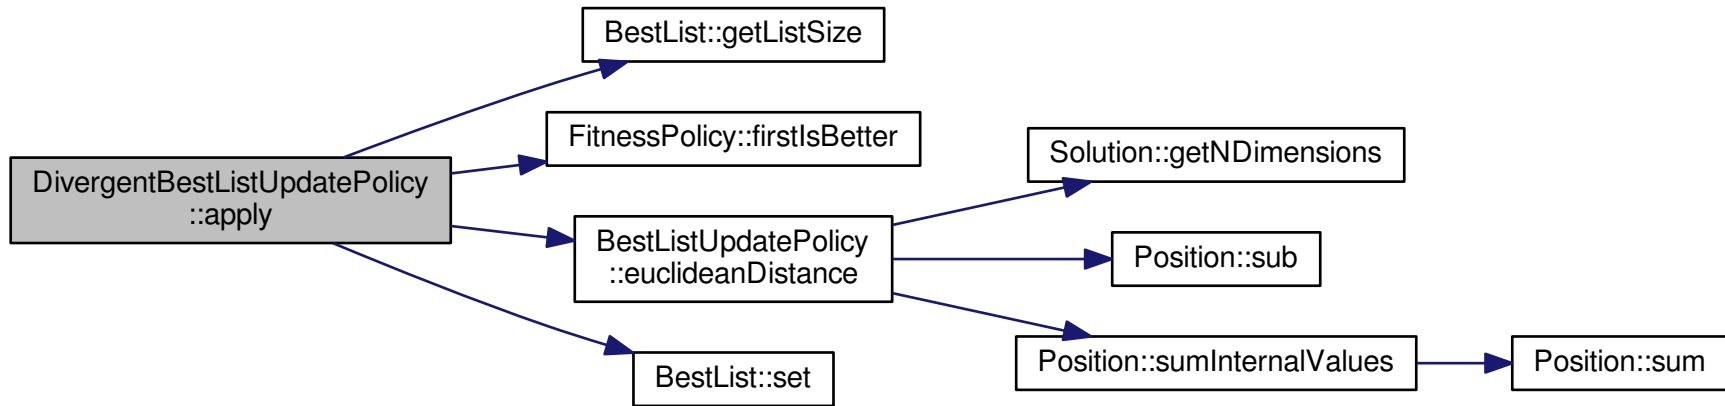 BestList::getListSize
FitnessPolicy::firstIsBetter
DivergentBestListUpdatePolicy
::apply
BestListUpdatePolicy
::euclideanDistance
BestList::set
Solution::getNDimensions
Position::sub
Position::sumInternalValues
Position::sum